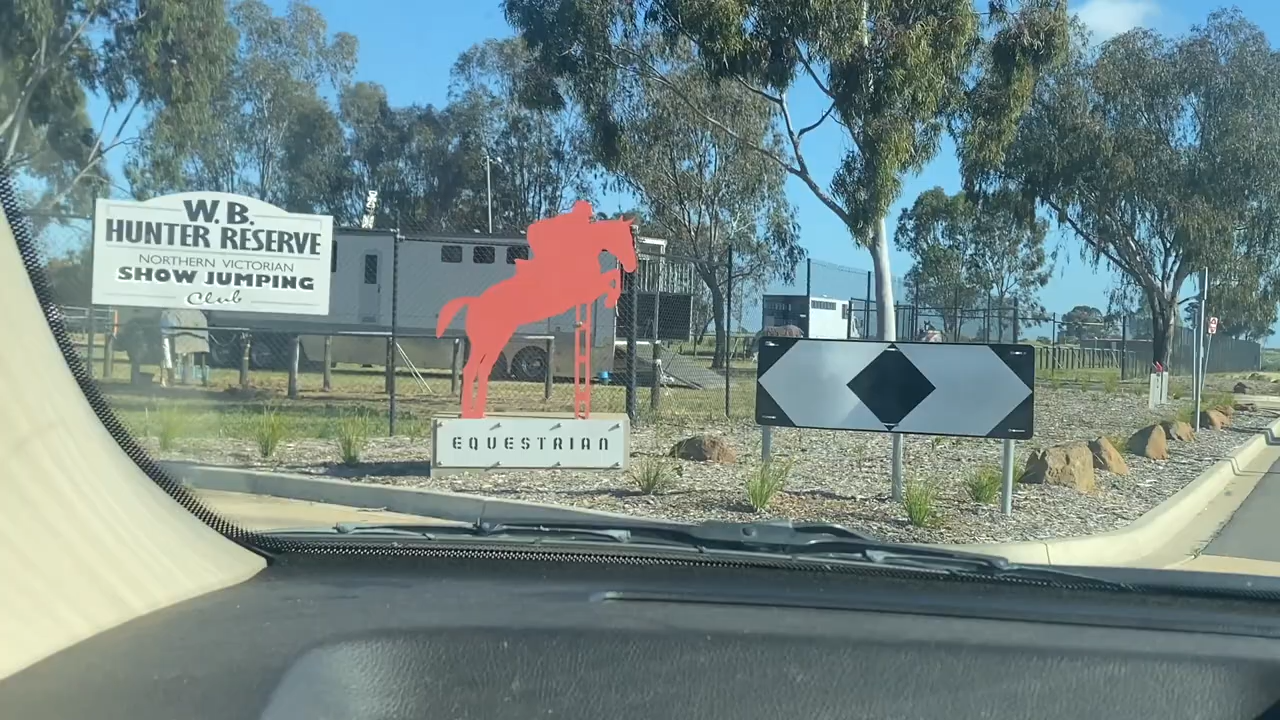 W.B.
HUNTER RESERVE
NORTHERN VICTORIAN
SHOW JUMPING
Club
EQUESTRIAN